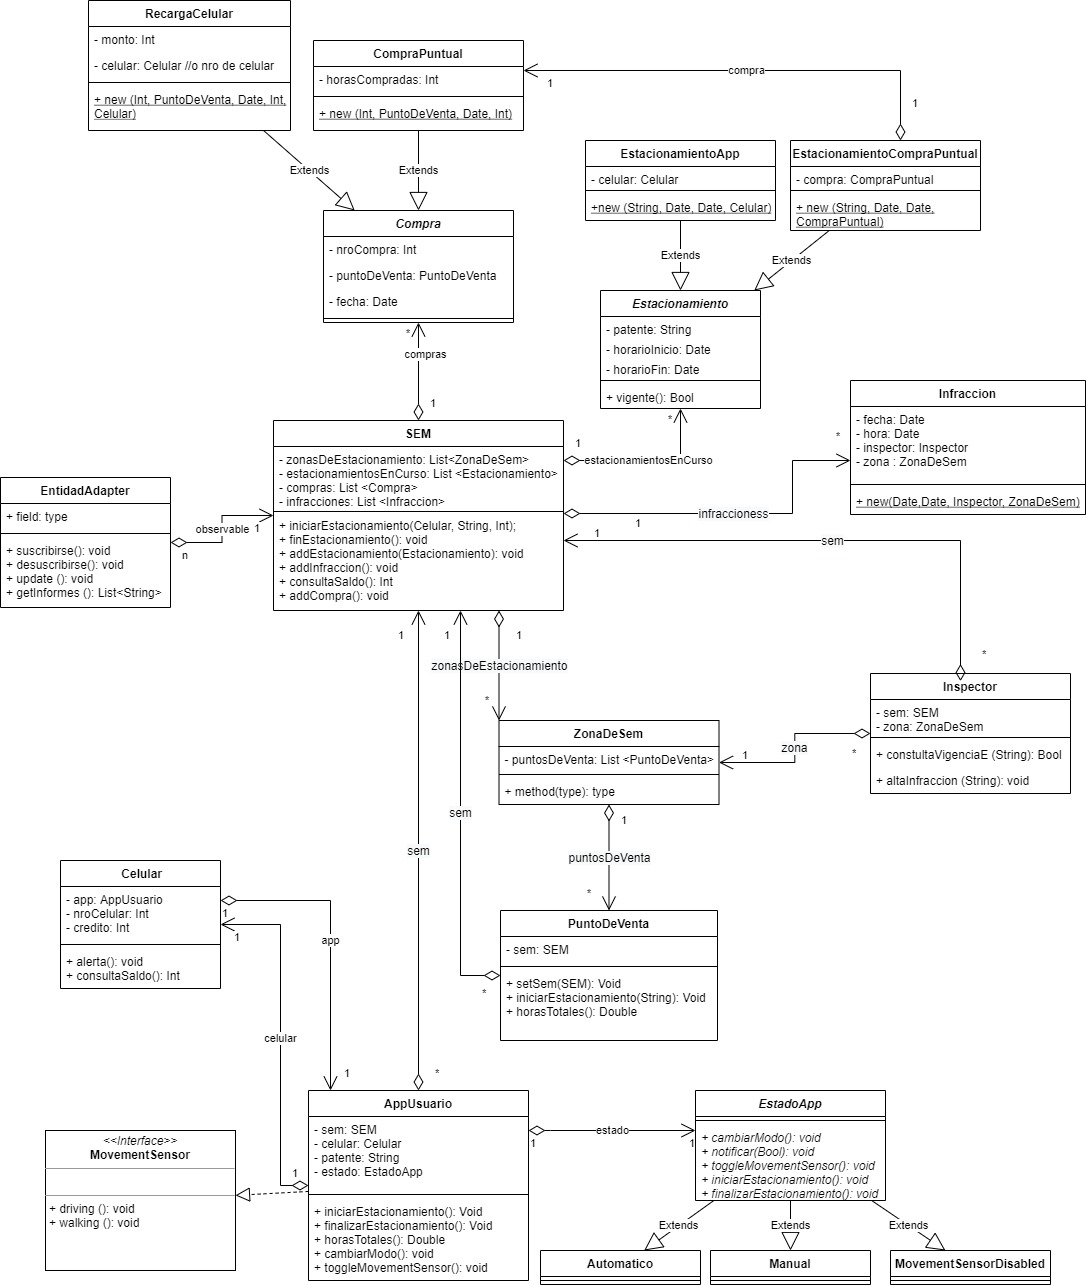 RecargaCelular
- monto: Int
- celular: Celular //o nro de celular
+ new (Int, PuntoDeVenta, Date, Int,
Celular)
CompraPuntual
- horasCompradas: Int
+ new (Int, PuntoDeVenta, Date, Int)
compra
1
1
Extends
Extends
EstacionamientoApp
- celular: Celular
+new (String, Date, Date, Celular)
EstacionamientoCompraPuntual
- compra: CompraPuntual
+ new (String, Date, Date,
CompraPuntual)
Compra
- nroCompra: Int
- puntoDeVenta: PuntoDeVenta
- fecha: Date
Extends
Extends
Estacionamiento
- patente: String
- horarioInicio: Date
- horarioFin: Date
+ vigente(): Bool
*
compras
1
*
1
estacionamientosEnCurso
Infraccion
- fecha: Date
- hora: Date
- inspector: Inspector
- zona : ZonaDeSem
+ new(Date,Date, Inspector, ZonaDeSem)
*
infraccioness
1
SEM
- zonasDeEstacionamiento: List<ZonaDeSem>
- estacionamientosEnCurso: List <Estacionamiento>
- compras: List <Compra>
- infracciones: List <Infraccion>
+ iniciarEstacionamiento(Celular, String, Int);
+ finEstacionamiento(): void
+ addEstacionamiento(Estacionamiento): void
+ addInfraccion(): void
+ consultaSaldo(): Int
+ addCompra(): void
EntidadAdapter
+ field: type
+ suscribirse(): void
+ desuscribirse(): void
+ update (): void
+ getInformes (): List<String>
observable
1
n
1
sem
*
1
1
1
zonasDeEstacionamiento
*
Inspector
- sem: SEM
- zona: ZonaDeSem
+ constultaVigenciaE (String): Bool
+ altaInfraccion (String): void
zona
1
*
ZonaDeSem
- puntosDeVenta: List <PuntoDeVenta>
+ method(type): type
1
puntosDeVenta
*
sem
sem
PuntoDeVenta
- sem: SEM
+ setSem(SEM): Void
+ iniciarEstacionamiento(String): Void
+ horasTotales(): Double
*
Celular
- app: AppUsuario
- nroCelular: Int
- credito: Int
+ alerta(): void
+ consultaSaldo(): Int
1
1
app
celular
1
*
AppUsuario
- sem: SEM
- celular: Celular
- patente: String
- estado: EstadoApp
+ iniciarEstacionamiento(): Void
+ finalizarEstacionamiento(): Void
+ horasTotales(): Double
+ cambiarModo(): void
+ toggleMovementSensor(): void
1
1
estado
1
<<Interface>>
MovementSensor
+ driving (): void
+ walking (): void
EstadoApp
+ cambiarModo(): void
+ notificar(Bool): void
+ toggleMovementSensor(): void
+ iniciarEstacionamiento(): void
+ finalizarEstacionamiento(): void
Extends
Extends
Extends
Automatico
Manual
MovementSensorDisabled